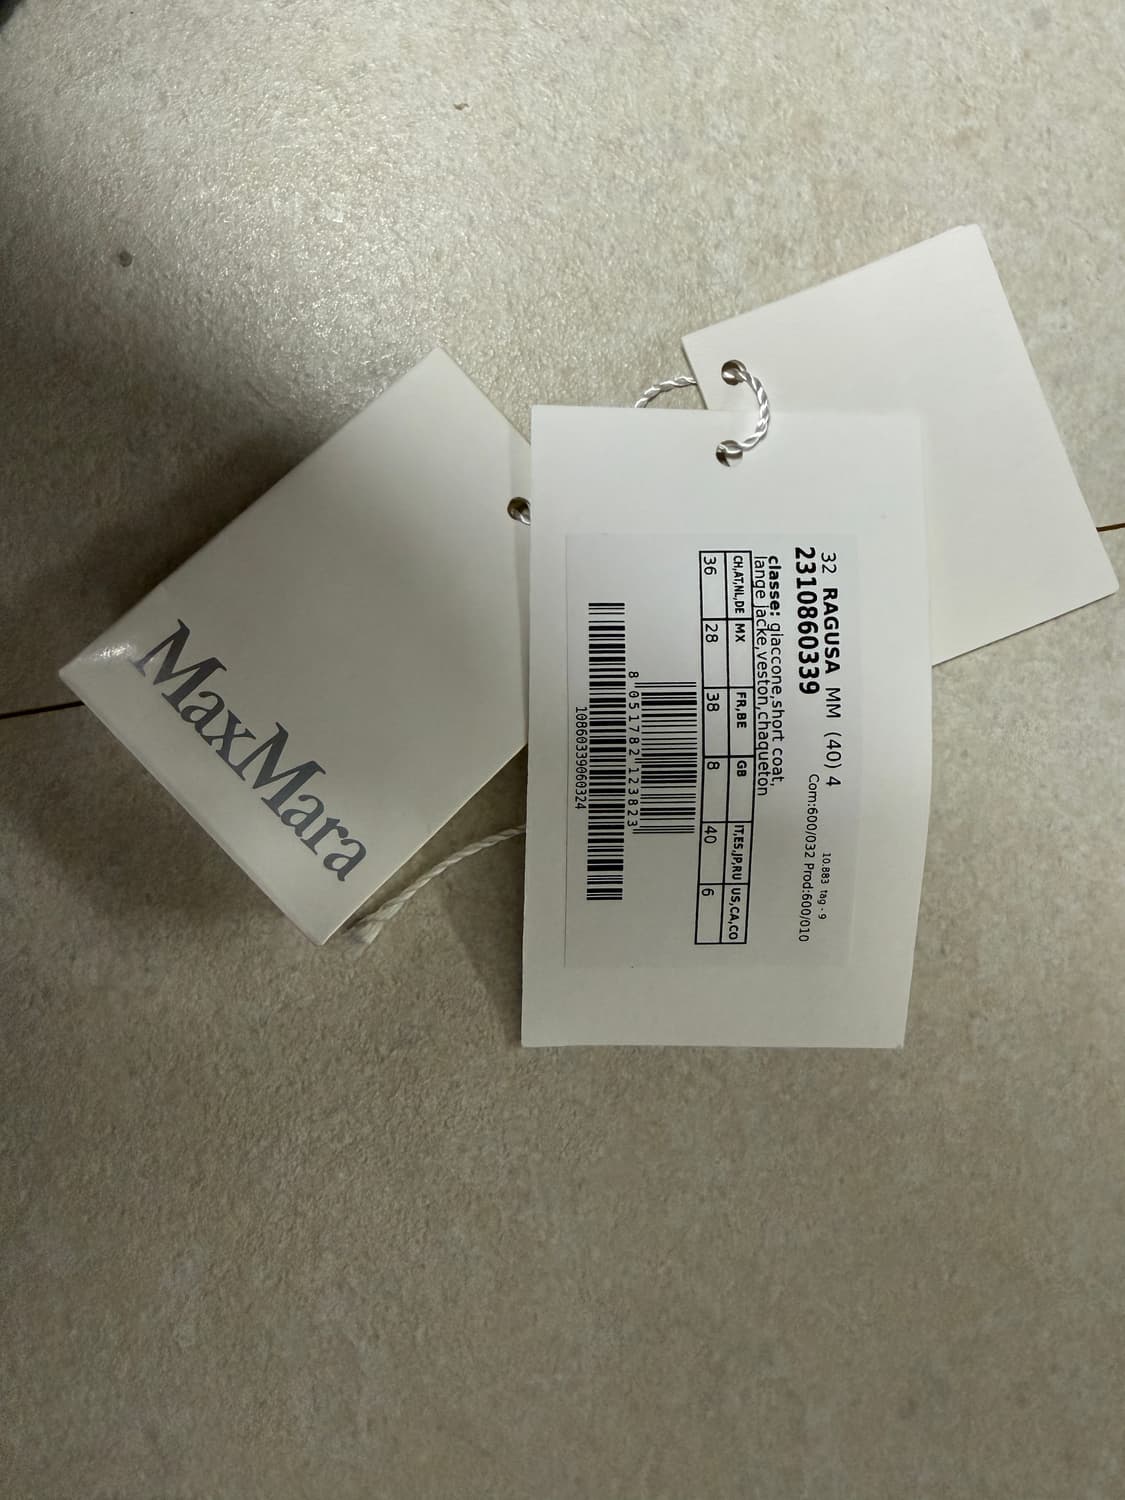 MaxMara
32 RAGUSA MM (40) 4
10.883 tag - 9
2310860339
Com:600/032 Prod:600/010
classe: giaccone,short coat,
lange jacke,veston,chaqueton
CH,AT,NL,DE MX FR,BE GB IT,ES,JP,RU US,CA,CO
36 28 38 8 40 6
8 051782 123823
10860339060324